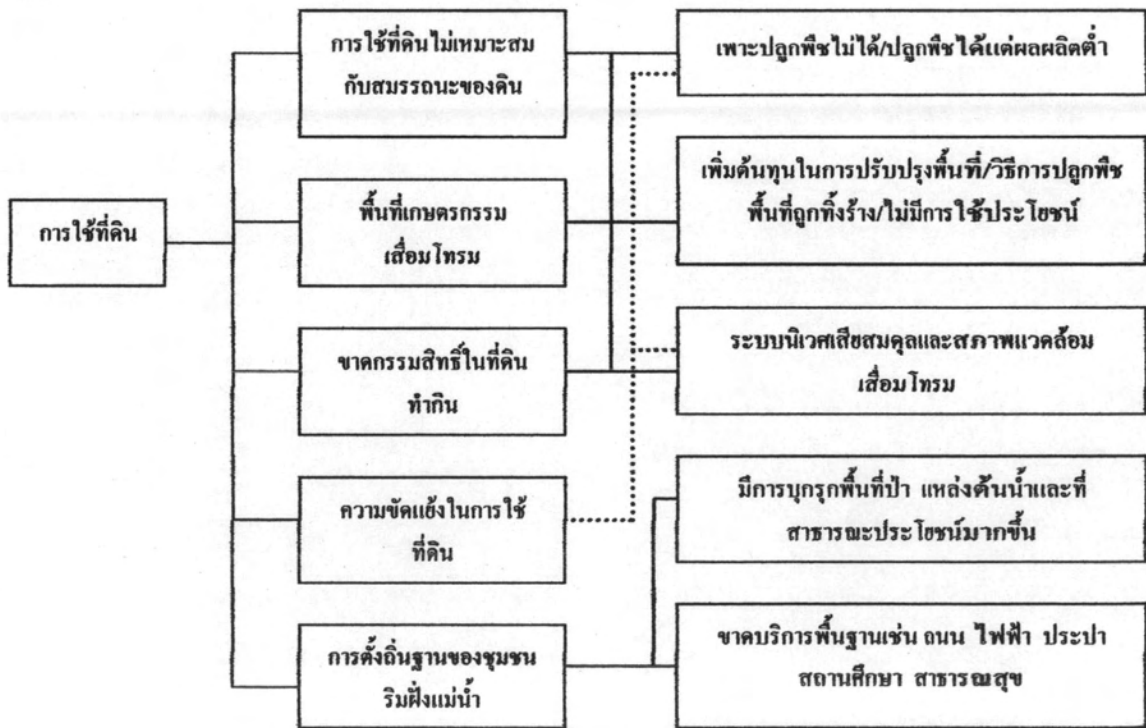 การใช้ที่ดิน
การใช้ที่ดินไม่เหมาะสม
กับสมรรถนะของดิน
พื้นที่เกษตรกรรม
เสื่อมโทรม
ขาดกรรมสิทธิ์ในที่ดิน
ทำกิน
ความขัดแย้งในการใช้
ที่ดิน
การตั้งถิ่นฐานของชุมชน
ริมฝั่งแม่น้ำ
เพาะปลูกพืชไม่ได้/ปลูกพืชได้แต่ผลผลิตต่ำ
เพิ่มต้นทุนในการปรับปรุงพื้นที่/วิธีการปลูกพืช
พื้นที่ถูกทิ้งร้าง/ไม่มีการใช้ประโยชน์
ระบบนิเวศเสียสมดุลและสภาพแวดล้อม
เสื่อมโทรม
มีการบุกรุกพื้นที่ป่า แหล่งต้นน้ำและที่
สาธารณะประโยชน์มากขึ้น
ขาดบริการพื้นฐานเช่น ถนน ไฟฟ้า ประปา
สถานศึกษา สาธารณสุข